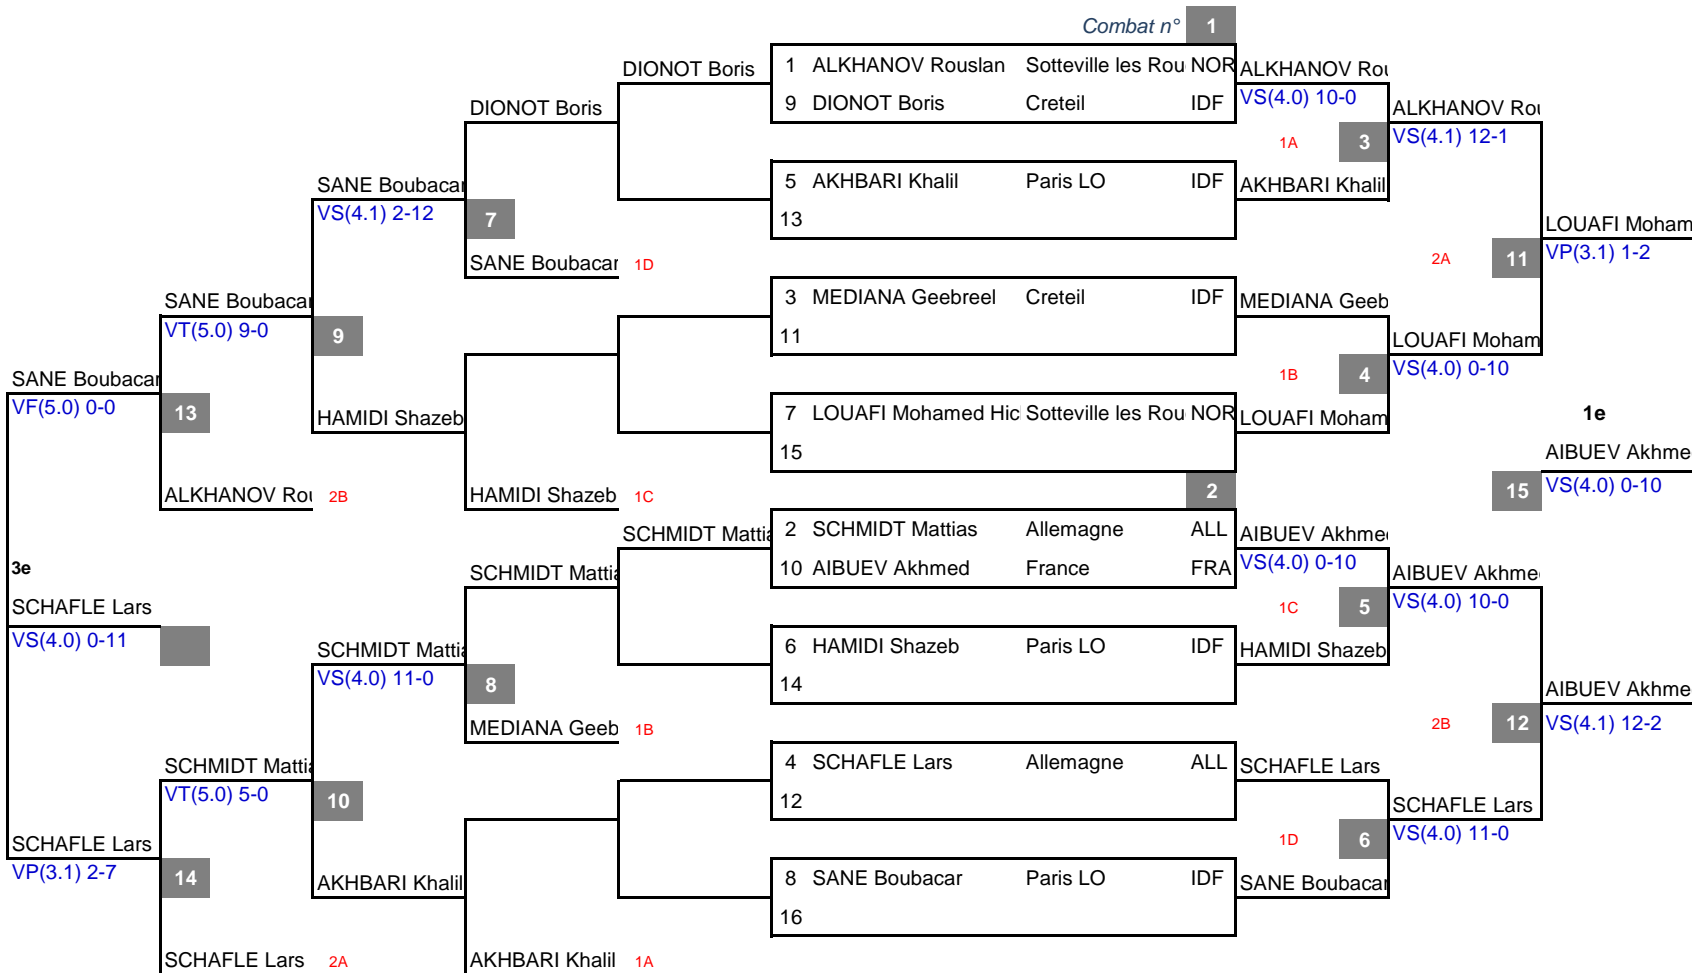 Combat n° 1
DIONOT Boris 1 ALKHANOV Rouslan Sotteville les Rou NOR ALKHANOV Rou
DIONOT Boris 9 DIONOT Boris Creteil IDF VS(4.0) 10-0 ALKHANOV Rou
1A 3 VS(4.1) 12-1
SANE Boubacar 5 AKHBARI Khalil Paris LO IDF AKHBARI Khalil
VS(4.1) 2-12 7 13
LOUAFI Moham
SANE Boubacar 1D 2A 11 VP(3.1) 1-2
SANE Boubacar 3 MEDIANA Geebreel Creteil IDF MEDIANA Geeb
VT(5.0) 9-0 9 11 LOUAFI Moham
SANE Boubacar 1B 4 VS(4.0) 0-10
VF(5.0) 0-0 13 HAMIDI Shazeb 7 LOUAFI Mohamed Hic Sotteville les Rou NOR LOUAFI Moham 1e
15 AIBUEV Akhme
ALKHANOV Rou 2B HAMIDI Shazeb 1C 2 15 VS(4.0) 0-10
SCHMIDT Mattia 2 SCHMIDT Mattias Allemagne ALL AIBUEV Akhme
3e SCHMIDT Mattia 10 AIBUEV Akhmed France FRA VS(4.0) 0-10 AIBUEV Akhme
SCHAFLE Lars 1C 5 VS(4.0) 10-0
VS(4.0) 0-11 SCHMIDT Mattia 6 HAMIDI Shazeb Paris LO IDF HAMIDI Shazeb
VS(4.0) 11-0 8 14 AIBUEV Akhme
MEDIANA Geeb 1B 2B 12 VS(4.1) 12-2
SCHMIDT Mattia 4 SCHAFLE Lars Allemagne ALL SCHAFLE Lars
VT(5.0) 5-0 10 12 SCHAFLE Lars
SCHAFLE Lars 1D 6 VS(4.0) 11-0
VP(3.1) 2-7 14 AKHBARI Khalil 8 SANE Boubacar Paris LO IDF SANE Boubacar
16
SCHAFLE Lars 2A AKHBARI Khalil 1A